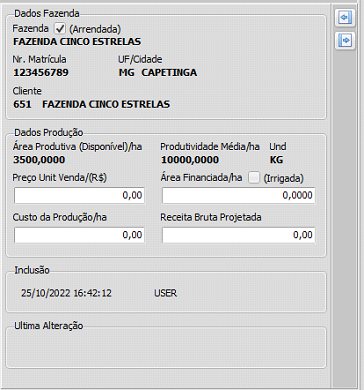 Dados Fazenda
Fazenda (Arrendada)
FAZENDA CINCO ESTRELAS
Nr. Matrícula UF/Cidade
123456789 MG CAPETINGA
Cliente
651 FAZENDA CINCO ESTRELAS
Dados Produção
Área Produtiva (Disponível)/ha Produtividade Média/ha Und
3500,0000 10000,0000 KG
Preço Unit Venda/(R$) Área Financiada/ha (Irrigada)
0,00 0,0000
Custo da Produção/ha Receita Bruta Projetada
0,00 0,00
Inclusão
25/10/2022 16:42:12 USER
Ultima Alteração